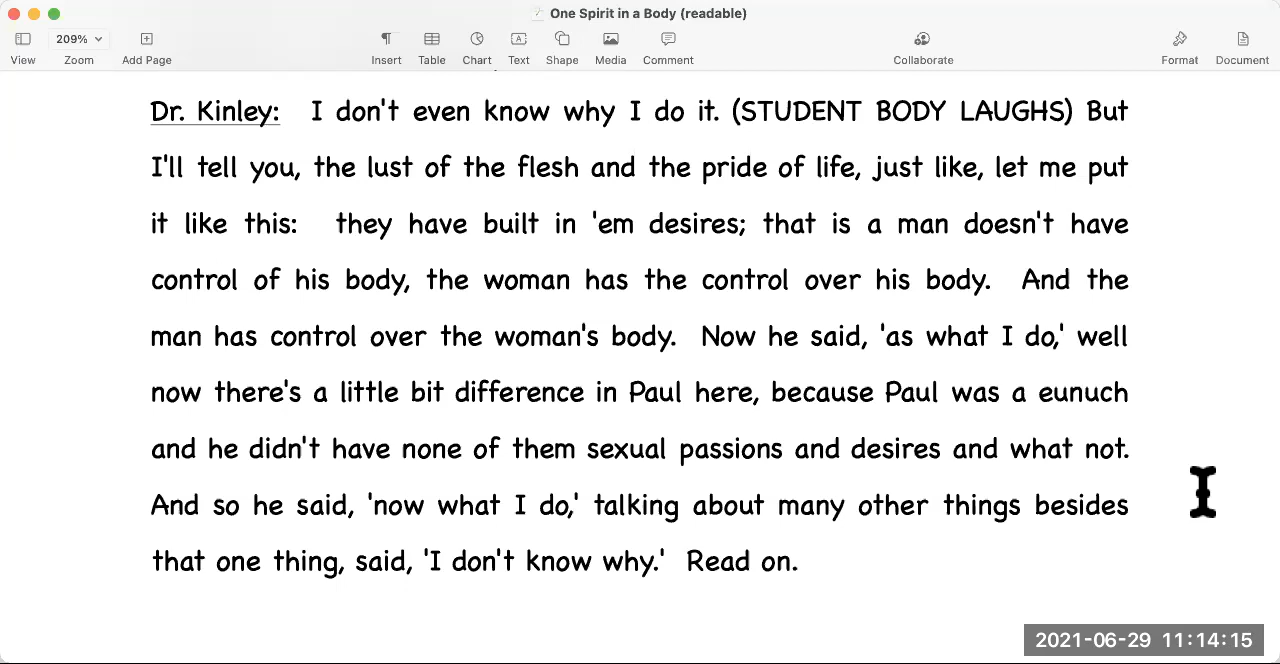 One Spirit in a Body (readable)
209%
View Zoom Add Page Insert Table Chart Text Shape Media Comment Collaborate Format Document
Dr. Kinley: I don't even know why I do it. (STUDENT BODY LAUGHS) But
I'll tell you, the lust of the flesh and the pride of life, just like, let me put
it like this: they have built in 'em desires; that is a man doesn't have
control of his body, the woman has the control over his body. And the
man has control over the woman's body. Now he said, 'as what I do,' well
now there's a little bit difference in Paul here, because Paul was a eunuch
and he didn't have none of them sexual passions and desires and what not.
And so he said, 'now what I do,' talking about many other things besides
that one thing, said, 'I don't know why.' Read on.
2021-06-29 11:14:15